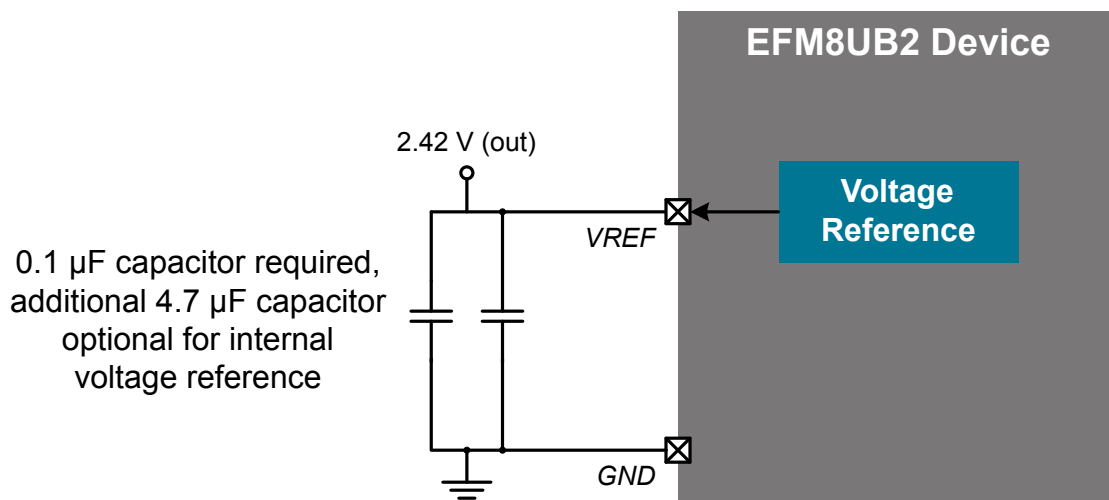 EFM8UB2 Device
2.42 V (out)
Voltage
Reference
VREF
0.1 µF capacitor required,
additional 4.7 µF capacitor
optional for internal
voltage reference
GND